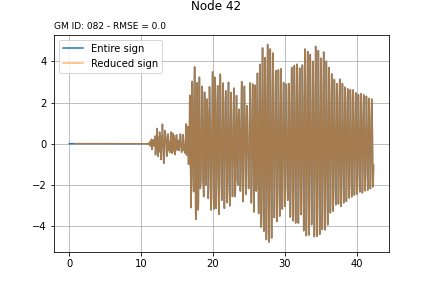 Node 42
GM ID: 082 - RMSE = 0.0
Entire sign
Reduced sign
4
2
0
−2
−4
0 10 20 30 40